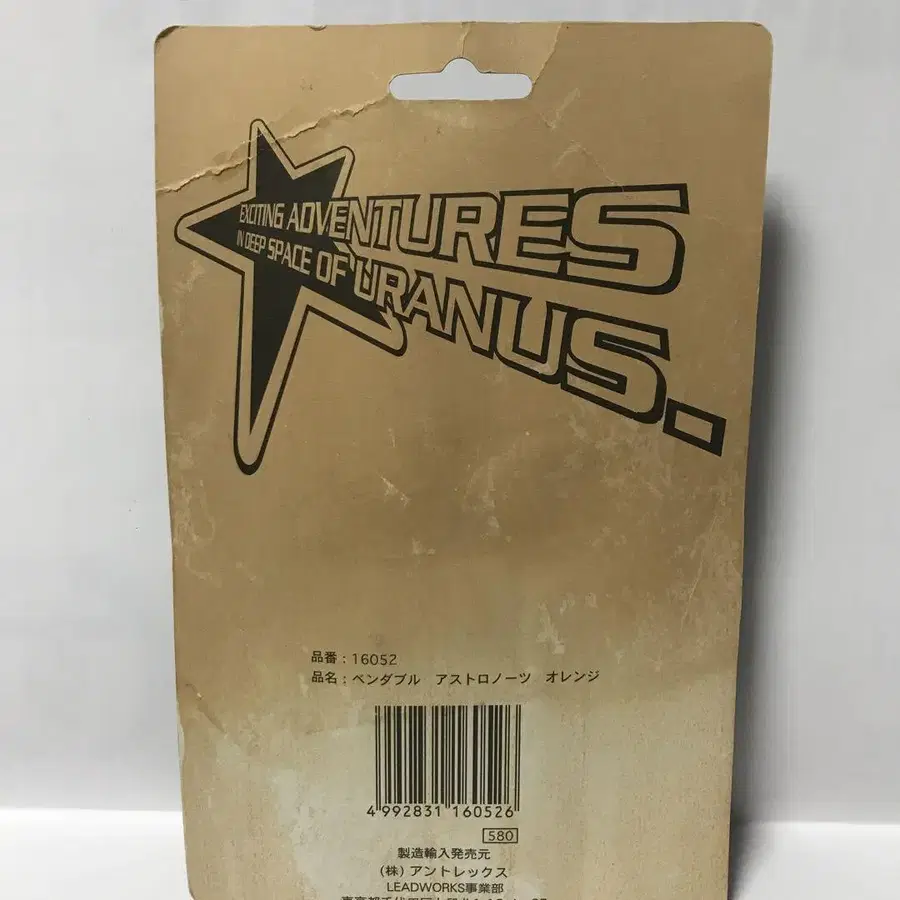 EXCITING ADVENTURES
IN DEEP SPACE OF URANUS.
品番：16052
品名：ベンダブル　アストロノーツ　オレンジ
4 992831 160526
580
製造輸入発売元
(株) アントレックス
LEADWORKS事業部